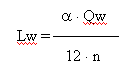 Lw = α · Qw
12 · n